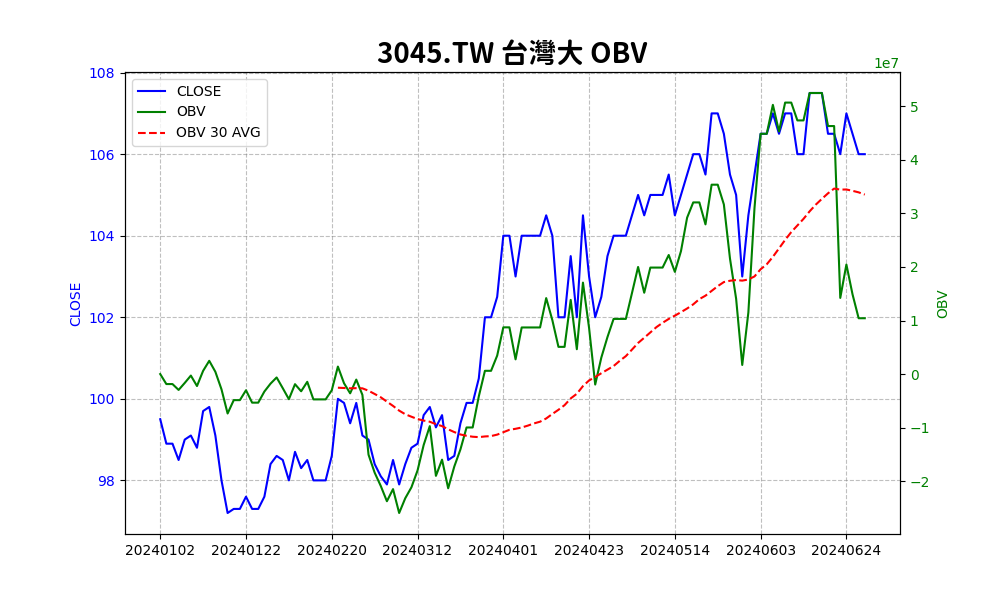 3045.TW 台灣大 OBV
1e7
CLOSE
OBV
OBV 30 AVG
108
106
104
102
100
98
CLOSE
5
4
3
2
1
0
−1
−2
OBV
20240102 20240122 20240220 20240312 20240401 20240423 20240514 20240603 20240624